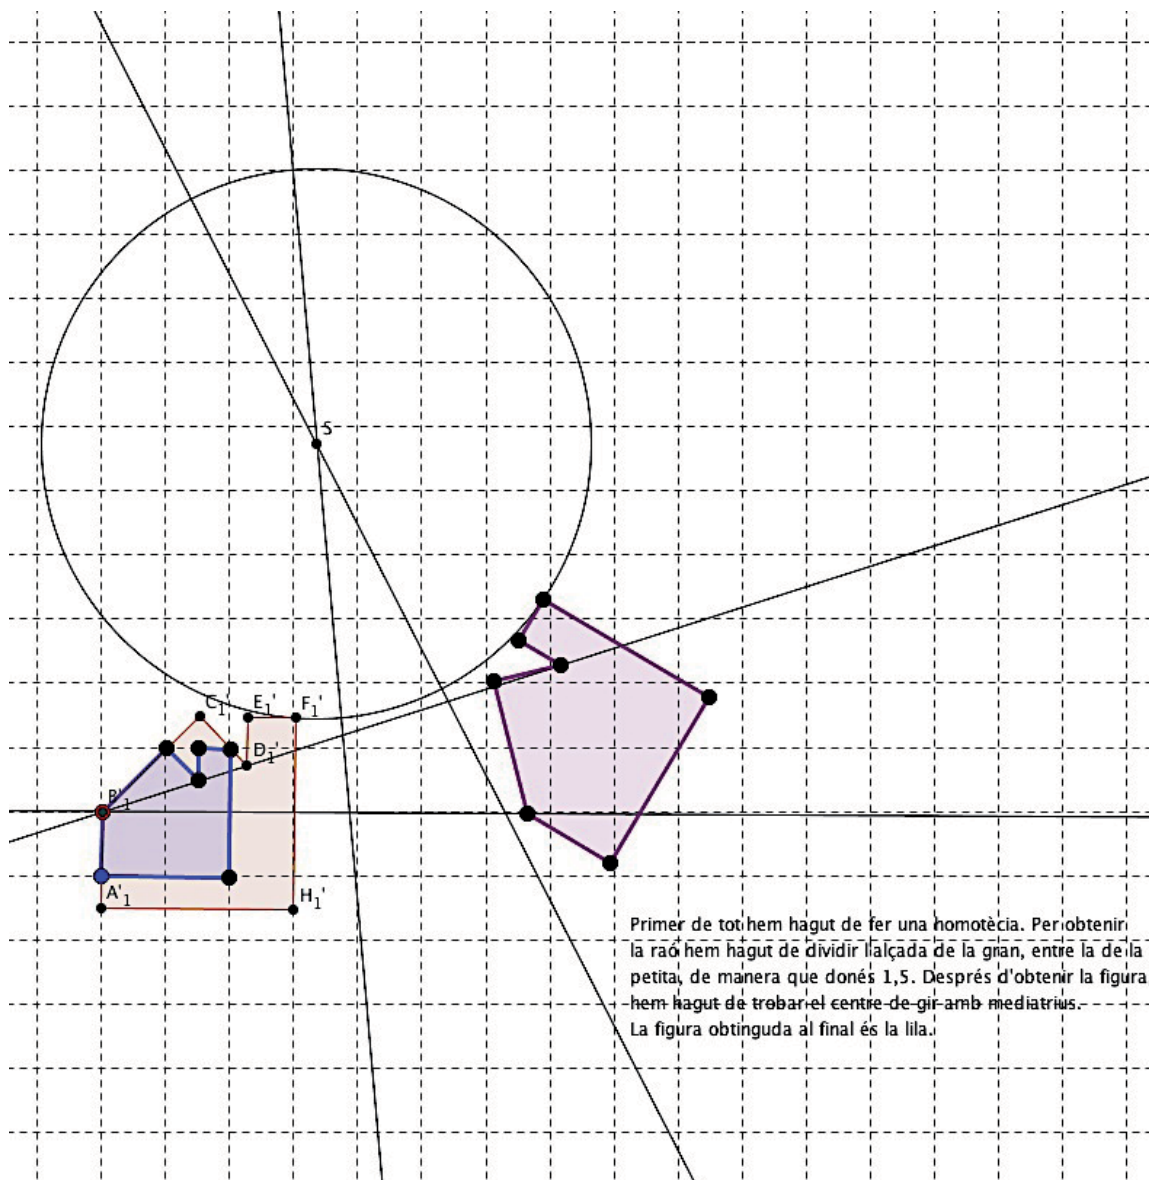 S
C₁' E₁' F₁'
D₁'
B'₁
A'₁ H₁'
Primer de tot hem hagut de fer una homotècia. Per obtenir
la raó hem hagut de dividir l'alçada de la gran, entre la de la
petita, de manera que donés 1,5. Després d'obtenir la figura
hem hagut de trobar el centre de gir amb mediatrius.
La figura obtinguda al final és la lila.